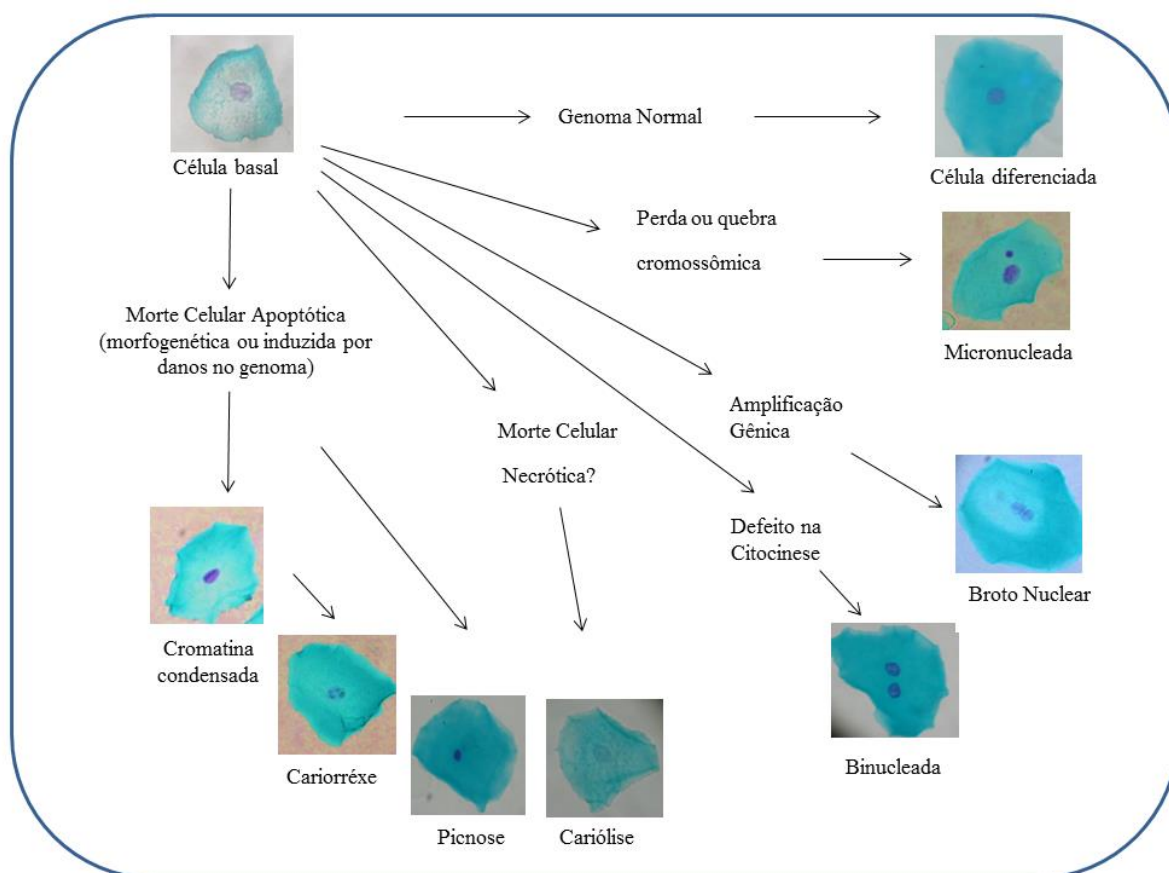 Célula basal
Genoma Normal
Célula diferenciada
Perda ou quebra
cromossômica
Micronucleada
Morte Celular Apoptótica
(morfogenética ou induzida por
danos no genoma)
Amplificação
Gênica
Morte Celular
Necrótica?
Defeito na
Citocinese
Broto Nuclear
Cromatina
condensada
Binucleada
Cariorréxe
Picnose
Cariólise